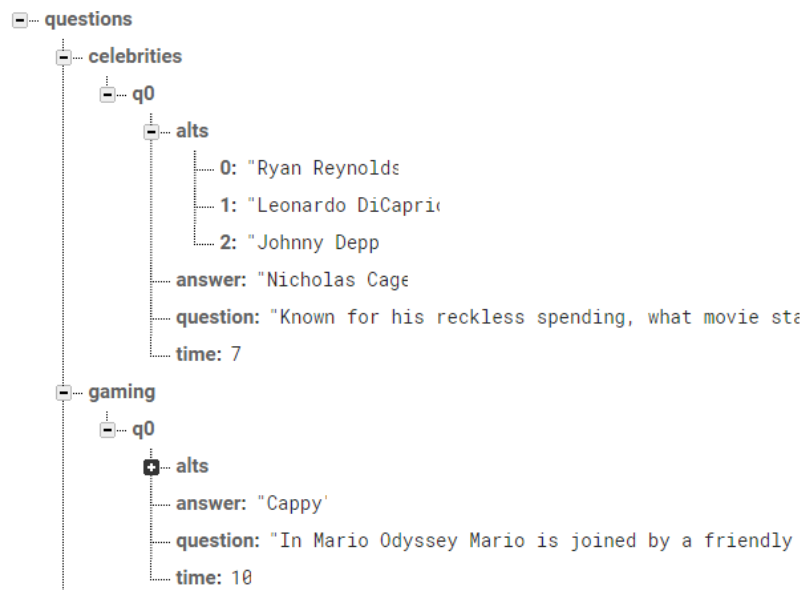 questions
celebrities
q0
alts
0: "Ryan Reynolds
1: "Leonardo DiCapric
2: "Johnny Depp
answer: "Nicholas Cage
question: "Known for his reckless spending, what movie sta
time: 7
gaming
q0
alts
answer: "Cappy'
question: "In Mario Odyssey Mario is joined by a friendly
time: 10